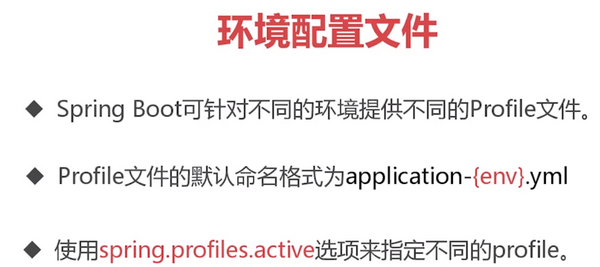 环境配置文件
◆ Spring Boot可针对不同的环境提供不同的Profile文件。
◆ Profile文件的默认命名格式为application-{env}.yml
◆ 使用spring.profiles.active选项来指定不同的profile。